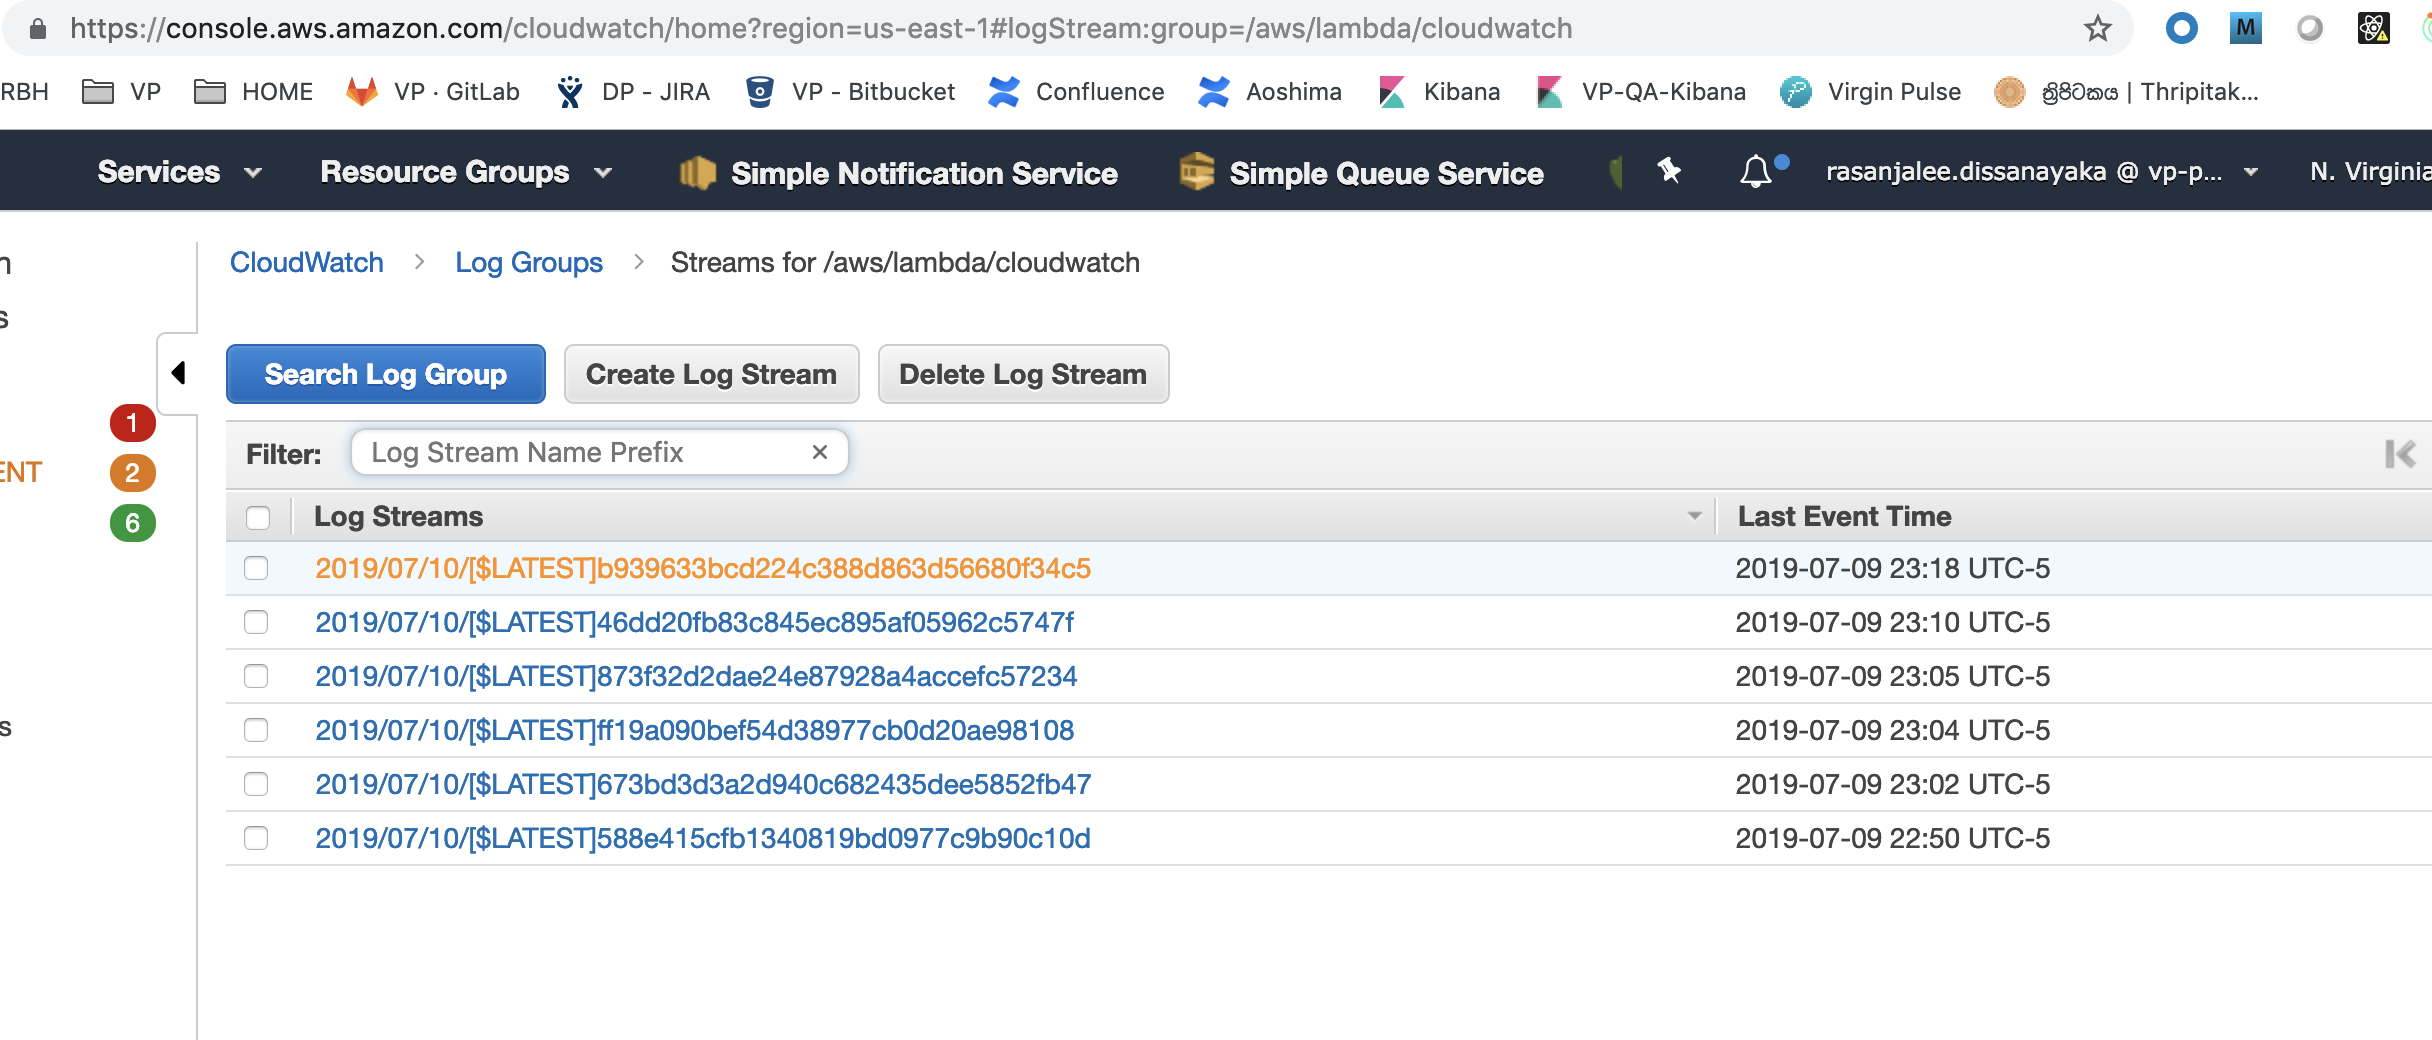 https://console.aws.amazon.com/cloudwatch/home?region=us-east-1#logStream:group=/aws/lambda/cloudwatch
M
RBH VP HOME VP · GitLab DP - JIRA VP - Bitbucket Confluence Aoshima Kibana VP-QA-Kibana Virgin Pulse ත්‍රිපිටකය | Thripitak...
Services Resource Groups Simple Notification Service Simple Queue Service rasanjalee.dissanayaka @ vp-p... N. Virginia
CloudWatch > Log Groups > Streams for /aws/lambda/cloudwatch
Search Log Group Create Log Stream Delete Log Stream
1
Filter: Log Stream Name Prefix ×
ENT 2
6
Log Streams Last Event Time
2019/07/10/[$LATEST]b939633bcd224c388d863d56680f34c5 2019-07-09 23:18 UTC-5
2019/07/10/[$LATEST]46dd20fb83c845ec895af05962c5747f 2019-07-09 23:10 UTC-5
2019/07/10/[$LATEST]873f32d2dae24e87928a4accefc57234 2019-07-09 23:05 UTC-5
2019/07/10/[$LATEST]ff19a090bef54d38977cb0d20ae98108 2019-07-09 23:04 UTC-5
2019/07/10/[$LATEST]673bd3d3a2d940c682435dee5852fb47 2019-07-09 23:02 UTC-5
2019/07/10/[$LATEST]588e415cfb1340819bd0977c9b90c10d 2019-07-09 22:50 UTC-5